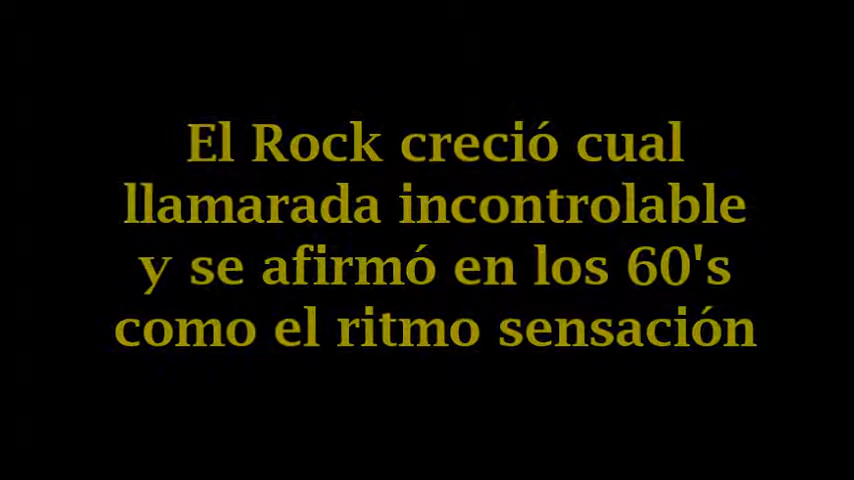 El Rock creció cual
llamarada incontrolable
y se afirmó en los 60's
como el ritmo sensación